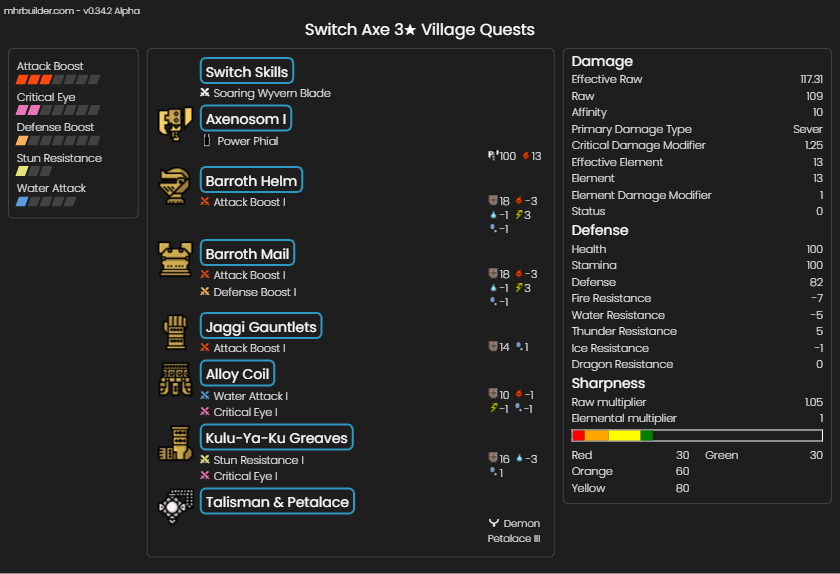 mhrbuilder.com - v0.34.2 Alpha
Switch Axe 3★ Village Quests
Attack Boost
Critical Eye
Defense Boost
Stun Resistance
Water Attack
Switch Skills
Soaring Wyvern Blade
Axenosom I
Power Phial
100 13
Barroth Helm
Attack Boost I
18 -3
-1 3
-1
Barroth Mail
Attack Boost I
Defense Boost I
18 -3
-1 3
-1
Jaggi Gauntlets
Attack Boost I
14 1
Alloy Coil
Water Attack I
Critical Eye I
10 -1
-1 -1
Kulu-Ya-Ku Greaves
Stun Resistance I
Critical Eye I
16 -3
1
Talisman & Petalace
Demon
Petalace III
Damage
Effective Raw 117.31
Raw 109
Affinity 10
Primary Damage Type Sever
Critical Damage Modifier 1.25
Effective Element 13
Element 13
Element Damage Modifier 1
Status 0
Defense
Health 100
Stamina 100
Defense 82
Fire Resistance -7
Water Resistance -5
Thunder Resistance 5
Ice Resistance -1
Dragon Resistance 0
Sharpness
Raw multiplier 1.05
Elemental multiplier 1
Red 30 Green 30
Orange 60
Yellow 80